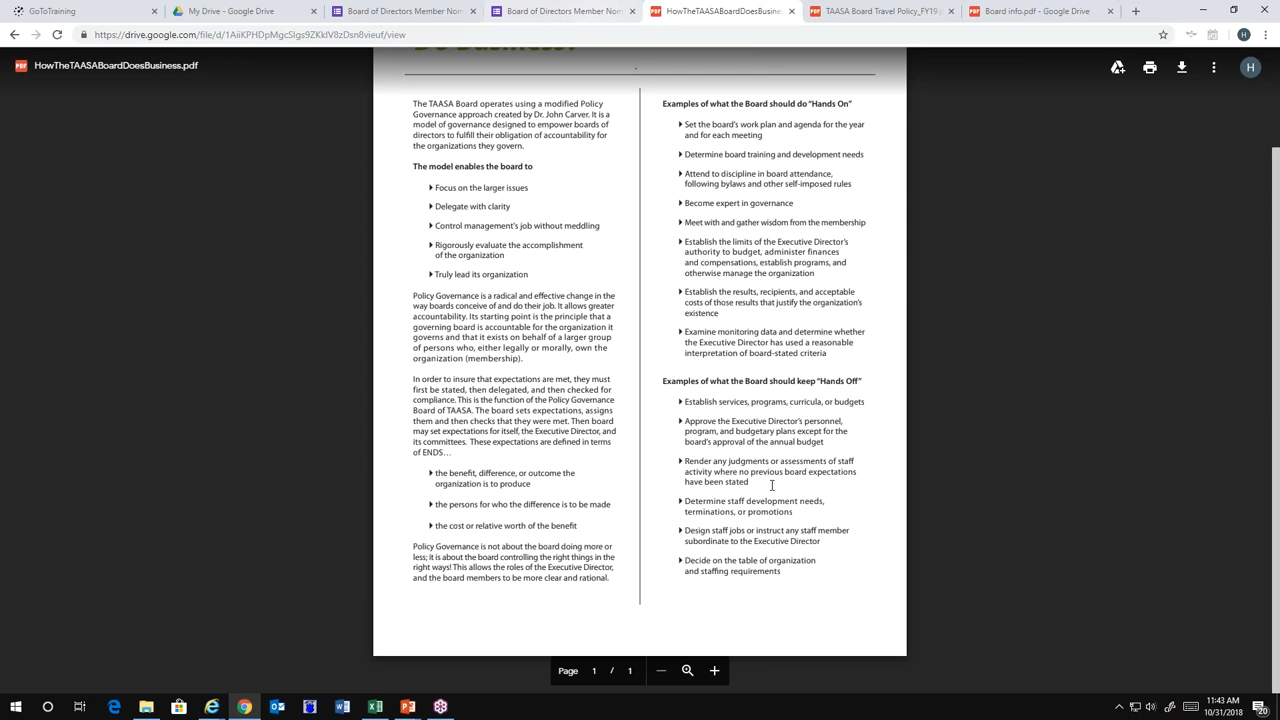 GoToTraining
My Drive - Google Drive
Board of Directors Member Nom
Board of Directors Member Nom
HowTheTAASABoardDoesBusines
TAASA Board Travel Policy_FY19
Board info.pdf - Google Drive
https://drive.google.com/file/d/1AiiKPHDpMgcSlgs9ZKkIV8zDsn8vieuf/view
H
PDF HowTheTAASABoardDoesBusiness.pdf
H
Do Business?
The TAASA Board operates using a modified Policy
Governance approach created by Dr. John Carver. It is a
model of governance designed to empower boards of
directors to fulfill their obligation of accountability for
the organizations they govern.
The model enables the board to
Focus on the larger issues
Delegate with clarity
Control management's job without meddling
Rigorously evaluate the accomplishment
of the organization
Truly lead its organization
Policy Governance is a radical and effective change in the
way boards conceive of and do their job. It allows greater
accountability. Its starting point is the principle that a
governing board is accountable for the organization it
governs and that it exists on behalf of a larger group
of persons who, either legally or morally, own the
organization (membership).
In order to insure that expectations are met, they must
first be stated, then delegated, and then checked for
compliance. This is the function of the Policy Governance
Board of TAASA. The board sets expectations, assigns
them and then checks that they were met. Then board
may set expectations for itself, the Executive Director, and
its committees. These expectations are defined in terms
of ENDS…
the benefit, difference, or outcome the
organization is to produce
the persons for who the difference is to be made
the cost or relative worth of the benefit
Policy Governance is not about the board doing more or
less; it is about the board controlling the right things in the
right ways! This allows the roles of the Executive Director,
and the board members to be more clear and rational.
Examples of what the Board should do "Hands On"
Set the board's work plan and agenda for the year
and for each meeting
Determine board training and development needs
Attend to discipline in board attendance,
following bylaws and other self-imposed rules
Become expert in governance
Meet with and gather wisdom from the membership
Establish the limits of the Executive Director's
authority to budget, administer finances
and compensations, establish programs, and
otherwise manage the organization
Establish the results, recipients, and acceptable
costs of those results that justify the organization's
existence
Examine monitoring data and determine whether
the Executive Director has used a reasonable
interpretation of board-stated criteria
Examples of what the Board should keep "Hands Off"
Establish services, programs, curricula, or budgets
Approve the Executive Director's personnel,
program, and budgetary plans except for the
board's approval of the annual budget
Render any judgments or assessments of staff
activity where no previous board expectations
have been stated
Determine staff development needs,
terminations, or promotions
Design staff jobs or instruct any staff member
subordinate to the Executive Director
Decide on the table of organization
and staffing requirements
Page 1 / 1
11:43 AM
10/31/2018
20